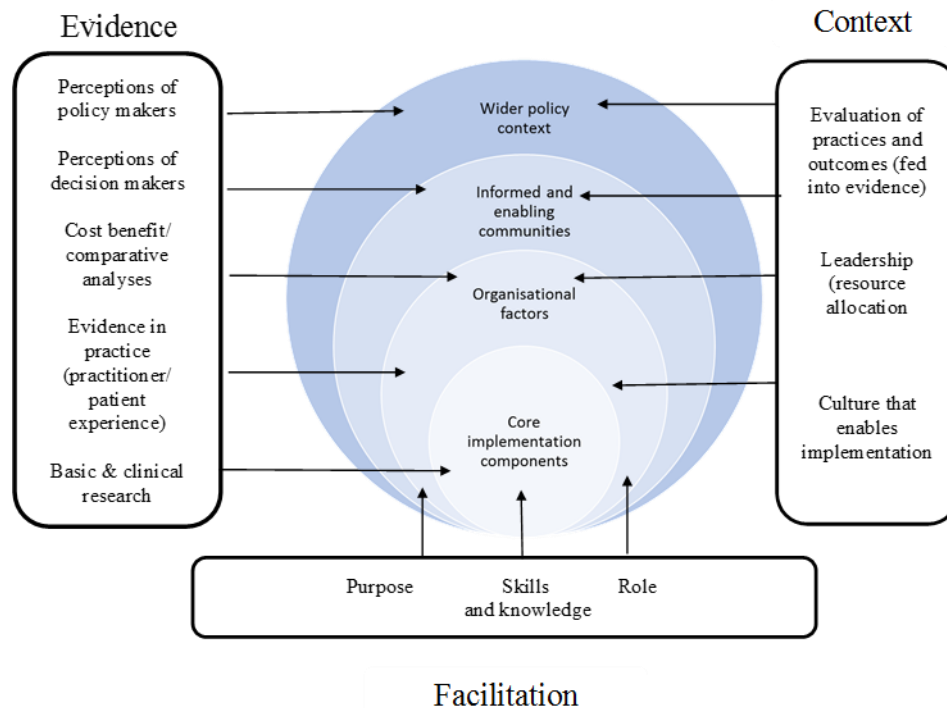 Evidence
Perceptions of
policy makers
Perceptions of
decision makers
Cost benefit/
comparative
analyses
Evidence in
practice
(practitioner/
patient
experience)
Basic & clinical
research
Wider policy
context
Informed and
enabling
communities
Organisational
factors
Core
implementation
components
Context
Evaluation of
practices and
outcomes (fed
into evidence)
Leadership
(resource
allocation
Culture that
enables
implementation
Purpose
Skills
and knowledge
Role
Facilitation